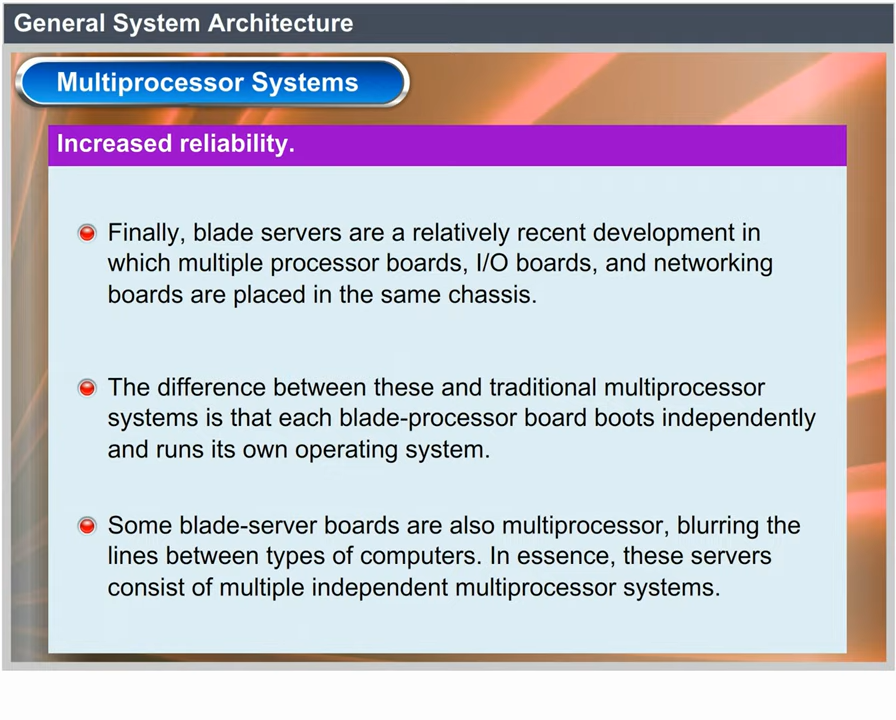 General System Architecture
Multiprocessor Systems
Increased reliability.
Finally, blade servers are a relatively recent development in
which multiple processor boards, I/O boards, and networking
boards are placed in the same chassis.
The difference between these and traditional multiprocessor
systems is that each blade-processor board boots independently
and runs its own operating system.
Some blade-server boards are also multiprocessor, blurring the
lines between types of computers. In essence, these servers
consist of multiple independent multiprocessor systems.